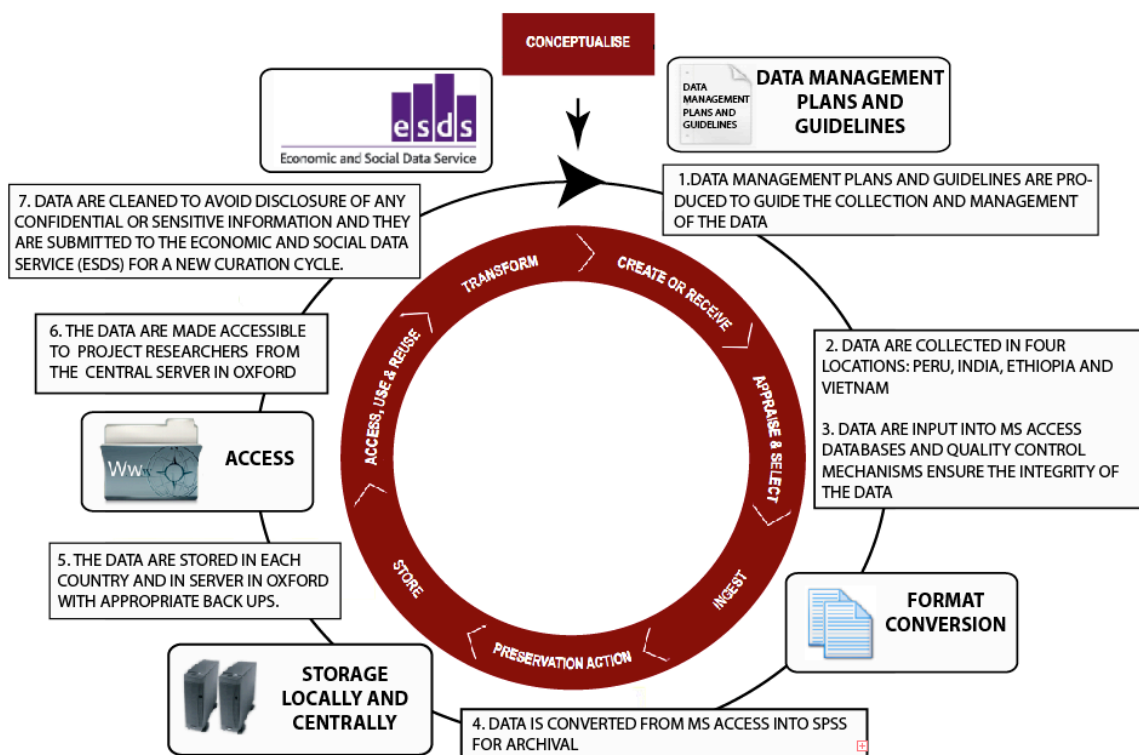 CONCEPTUALISE
esds
Economic and Social Data Service
DATA
MANAGEMENT
PLANS AND
GUIDELINES
DATA MANAGEMENT
PLANS AND
GUIDELINES
1.DATA MANAGEMENT PLANS AND GUIDELINES ARE PRO-
DUCED TO GUIDE THE COLLECTION AND MANAGEMENT
OF THE DATA
2. DATA ARE COLLECTED IN FOUR
LOCATIONS: PERU, INDIA, ETHIOPIA AND
VIETNAM
3. DATA ARE INPUT INTO MS ACCESS
DATABASES AND QUALITY CONTROL
MECHANISMS ENSURE THE INTEGRITY OF
THE DATA
FORMAT
CONVERSION
4. DATA IS CONVERTED FROM MS ACCESS INTO SPSS
FOR ARCHIVAL
STORAGE
LOCALLY AND
CENTRALLY
5. THE DATA ARE STORED IN EACH
COUNTRY AND IN SERVER IN OXFORD
WITH APPROPRIATE BACK UPS.
Www
ACCESS
6. THE DATA ARE MADE ACCESSIBLE
TO PROJECT RESEARCHERS FROM
THE CENTRAL SERVER IN OXFORD
7. DATA ARE CLEANED TO AVOID DISCLOSURE OF ANY
CONFIDENTIAL OR SENSITIVE INFORMATION AND THEY
ARE SUBMITTED TO THE ECONOMIC AND SOCIAL DATA
SERVICE (ESDS) FOR A NEW CURATION CYCLE.
CREATE OR RECEIVE
APPRAISE & SELECT
INGEST
PRESERVATION ACTION
STORE
ACCESS, USE & REUSE
TRANSFORM